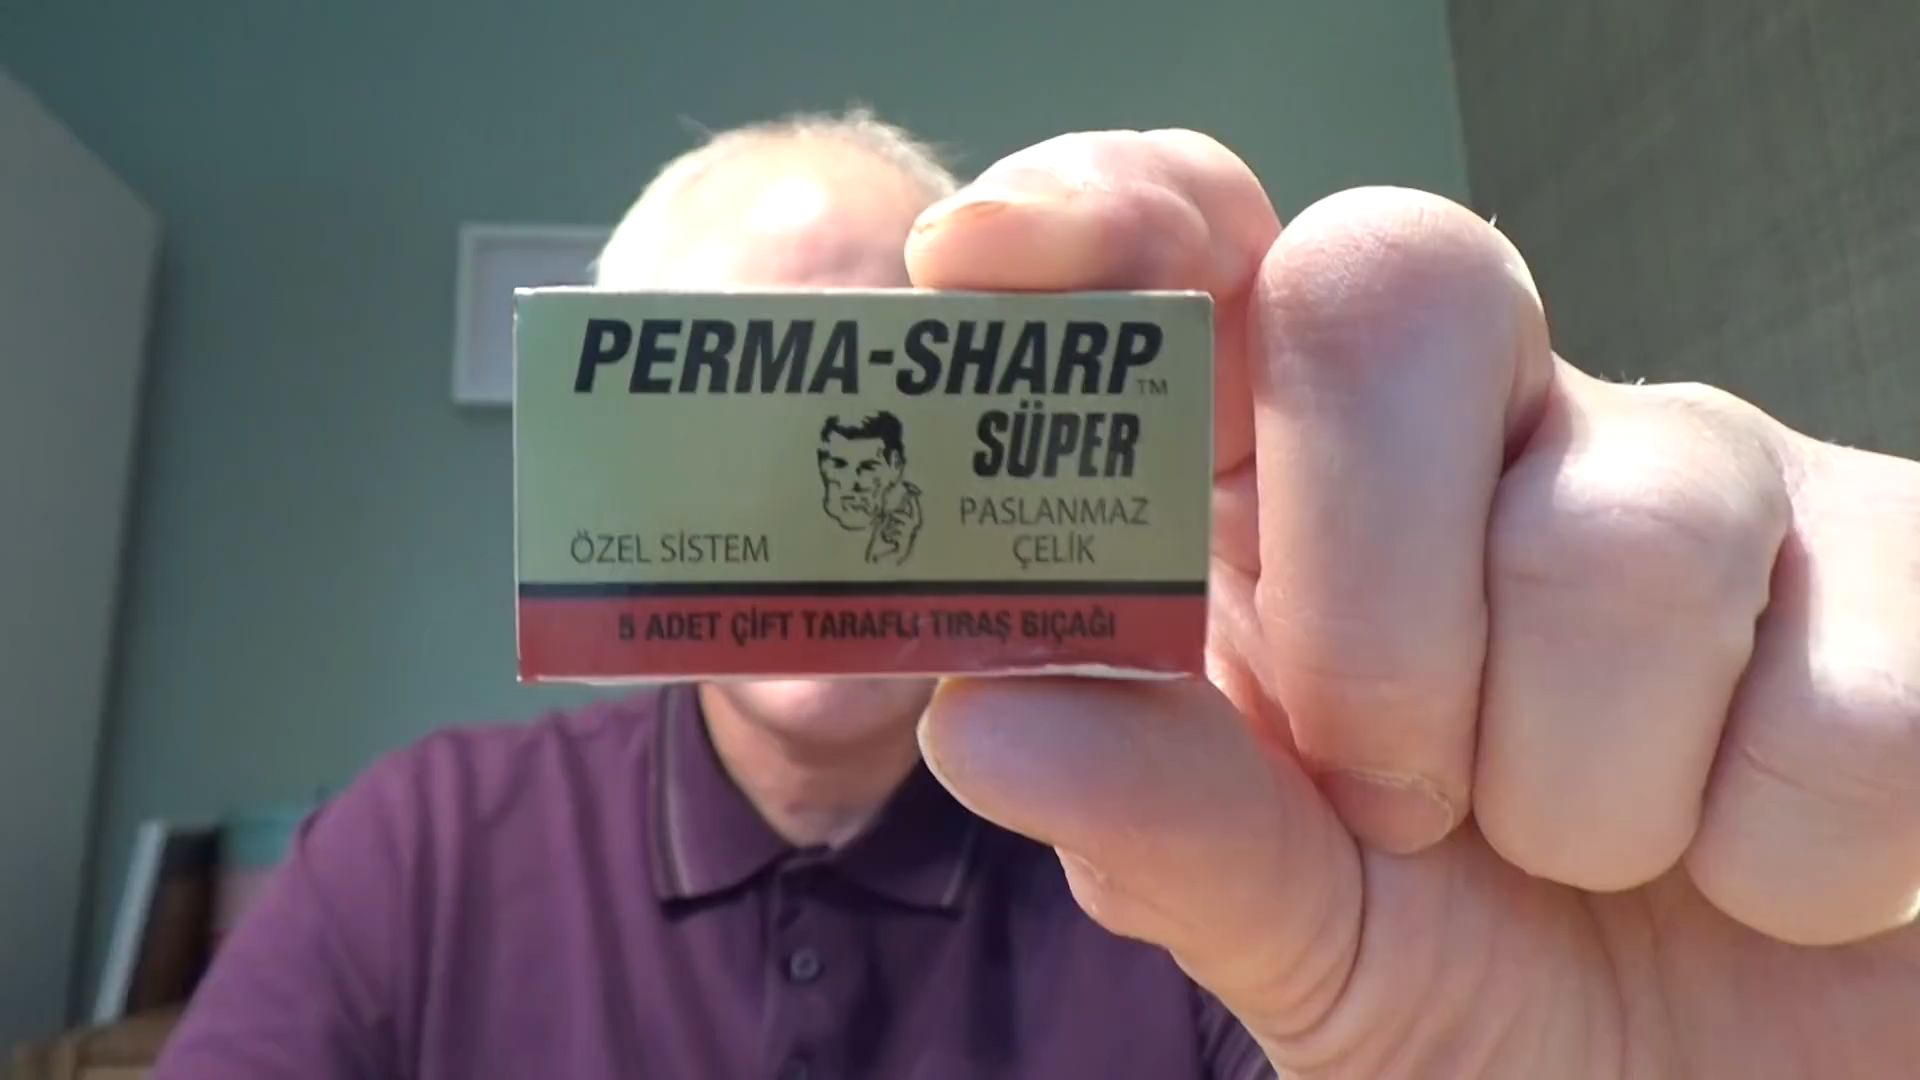 PERMA-SHARP™
SÜPER
PASLANMAZ
ÇELİK
ÖZEL SİSTEM
5 ADET ÇİFT TARAFLI TIRAŞ BIÇAĞI